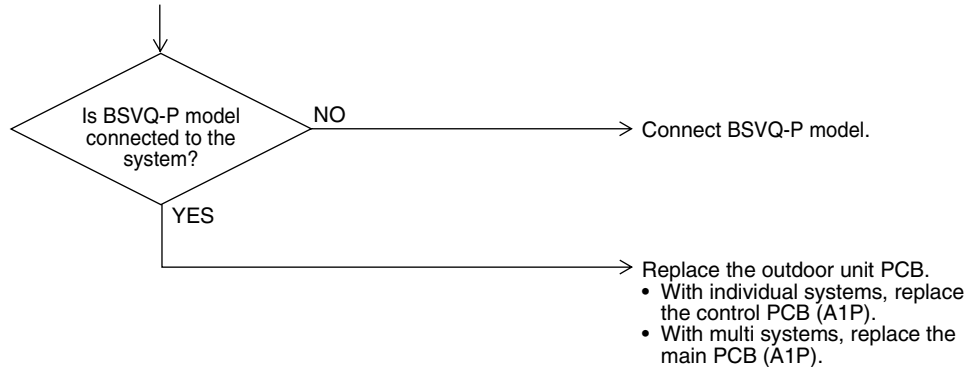 Is BSVQ-P model
connected to the
system?
NO
Connect BSVQ-P model.
YES
Replace the outdoor unit PCB.
• With individual systems, replace
the control PCB (A1P).
• With multi systems, replace the
main PCB (A1P).